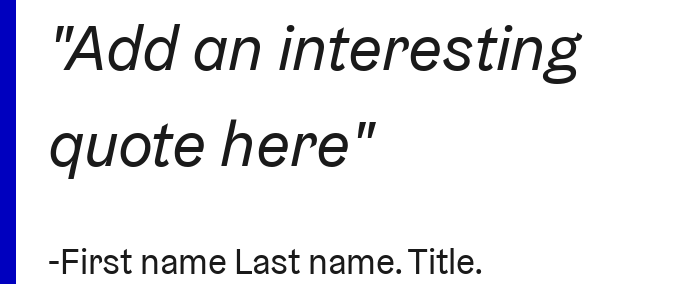 "Add an interesting
quote here"
-First name Last name. Title.